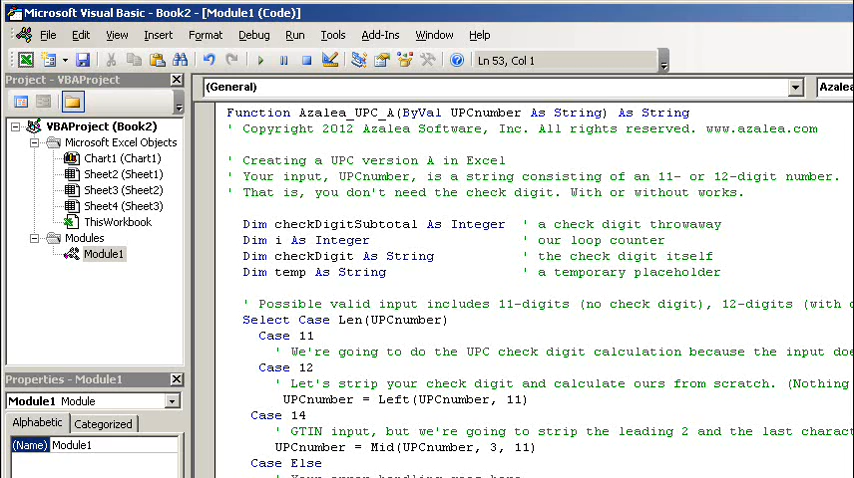 Microsoft Visual Basic - Book2 - [Module1 (Code)]
File Edit View Insert Format Debug Run Tools Add-Ins Window Help
Ln 53, Col 1
Project - VBAProject
VBAProject (Book2)
Microsoft Excel Objects
Chart1 (Chart1)
Sheet2 (Sheet1)
Sheet3 (Sheet2)
Sheet4 (Sheet3)
ThisWorkbook
Modules
Module1
Properties - Module1
Module1 Module
Alphabetic Categorized
(Name) Module1
(General) Azalea
Function Azalea_UPC_A(ByVal UPCnumber As String) As String
' Copyright 2012 Azalea Software, Inc. All rights reserved. www.azalea.com
' Creating a UPC version A in Excel
' Your input, UPCnumber, is a string consisting of an 11- or 12-digit number.
' That is, you don't need the check digit. With or without works.
Dim checkDigitSubtotal As Integer ' a check digit throwaway
Dim i As Integer ' our loop counter
Dim checkDigit As String ' the check digit itself
Dim temp As String ' a temporary placeholder
' Possible valid input includes 11-digits (no check digit), 12-digits (with
Select Case Len(UPCnumber)
Case 11
' We're going to do the UPC check digit calculation because the input doe
Case 12
' Let's strip your check digit and calculate ours from scratch. (Nothing
UPCnumber = Left(UPCnumber, 11)
Case 14
' GTIN input, but we're going to strip the leading 2 and the last charact
UPCnumber = Mid(UPCnumber, 3, 11)
Case Else